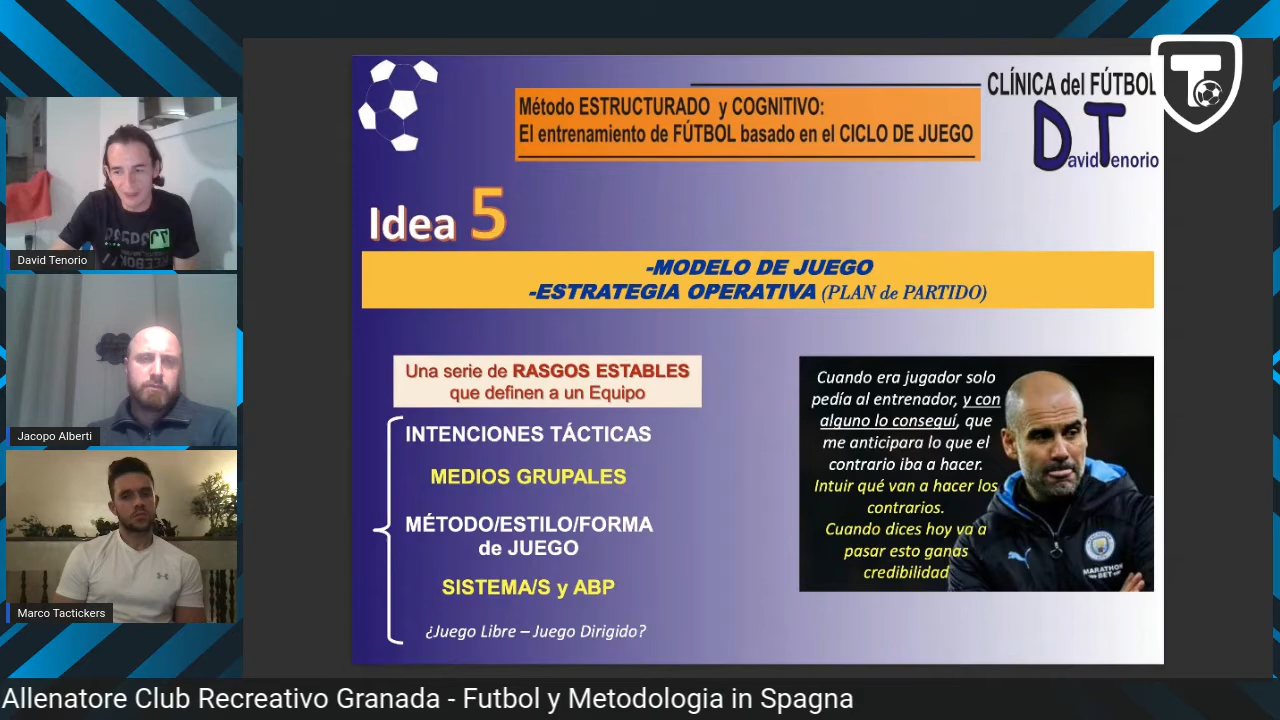 Método ESTRUCTURADO y COGNITIVO:
El entrenamiento de FÚTBOL basado en el CICLO DE JUEGO
CLÍNICA del FÚTBOL
DT
David Tenorio
T
Idea 5
-MODELO DE JUEGO
-ESTRATEGIA OPERATIVA (PLAN de PARTIDO)
Una serie de RASGOS ESTABLES
que definen a un Equipo
INTENCIONES TÁCTICAS
MEDIOS GRUPALES
MÉTODO/ESTILO/FORMA
de JUEGO
SISTEMA/S y ABP
¿Juego Libre – Juego Dirigido?
Cuando era jugador solo
pedía al entrenador, y con
alguno lo conseguí, que
me anticipara lo que el
contrario iba a hacer.
Intuir qué van a hacer los
contrarios.
Cuando dices hoy va a
pasar esto ganas
credibilidad
MARATHON
BET
David Tenorio
Jacopo Alberti
Marco Tactickers
Allenatore Club Recreativo Granada - Futbol y Metodologia in Spagna